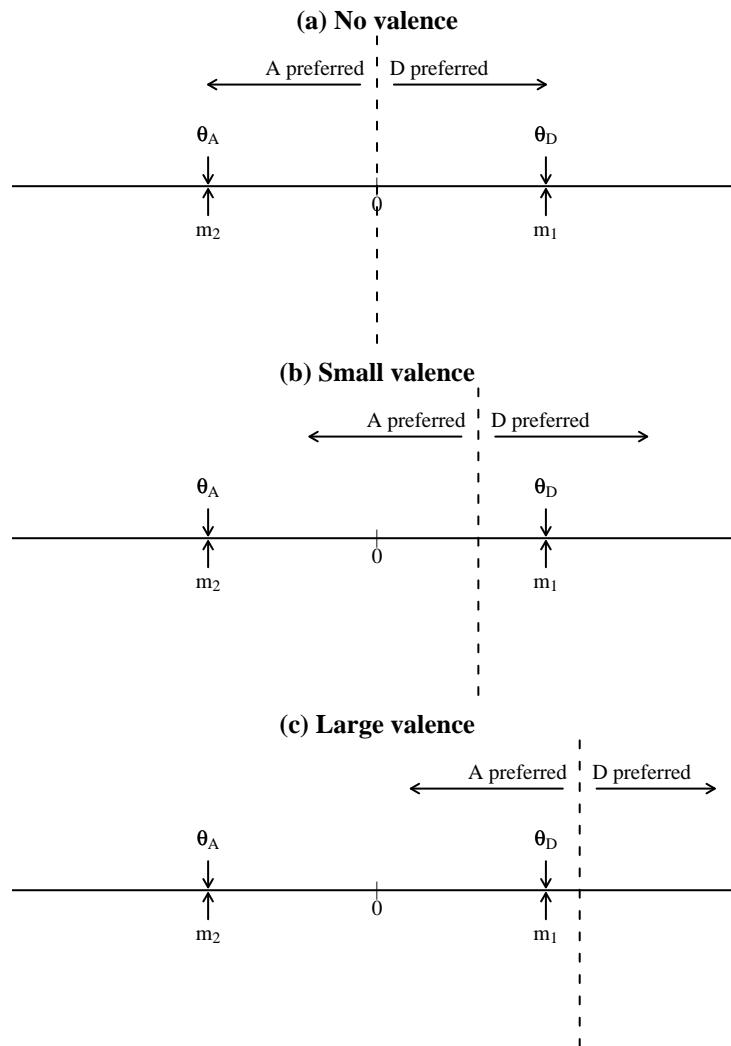 (a) No valence
A preferred D preferred
θA θD
0
m2 m1
(b) Small valence
A preferred D preferred
θA θD
0
m2 m1
(c) Large valence
A preferred D preferred
θA θD
0
m2 m1